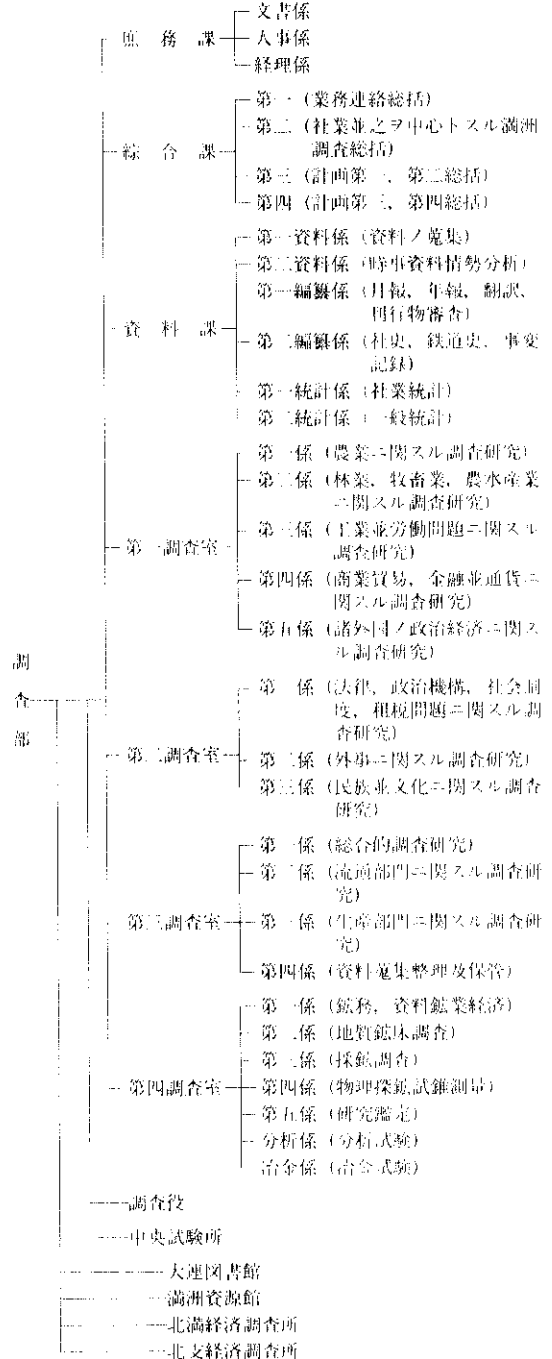 調査部
庶務課
文書係
人事係
経理係
綜合課
第一（業務連絡総括）
第二（社業並之ヲ中心トスル満洲
調査総括）
第三（計画第一、第二総括）
第四（計画第三、第四総括）
資料課
第一資料係（資料ノ蒐集）
第二資料係（時事資料情勢分析）
第一編纂係（月報，年報，翻訳，
刊行物審査）
第二編纂係（社史，鉄道史，事変
記録）
第一統計係（社業統計）
第二統計係（一般統計）
第一調査室
第一係（農業ニ関スル調査研究）
第二係（林業，牧畜業，農水産業
ニ関スル調査研究）
第三係（工業並労働問題ニ関スル
調査研究）
第四係（商業貿易，金融並通貨ニ
関スル調査研究）
第五係（諸外国ノ政治経済ニ関ス
ル調査研究）
第二調査室
第一係（法律，政治機構，社会制
度，租税問題ニ関スル調
査研究）
第二係（外事ニ関スル調査研究）
第三係（民族並文化ニ関スル調査
研究）
第三調査室
第一係（総合的調査研究）
第二係（流通部門ニ関スル調査研
究）
係（生産部門ニ関スル調査研
究）
第四係（資料蒐集整理及保管）
第四調査室
第一係（鉱務，資料鉱業経済）
第二係（地質鉱床調査）
第三係（採鉱調査）
第四係（物理探鉱試錐測量）
第五係（研究鑑定）
分析係（分析試験）
冶金係（冶金試験）
調査役
中央試験所
大連図書館
満洲資源館
北満経済調査所
北支経済調査所